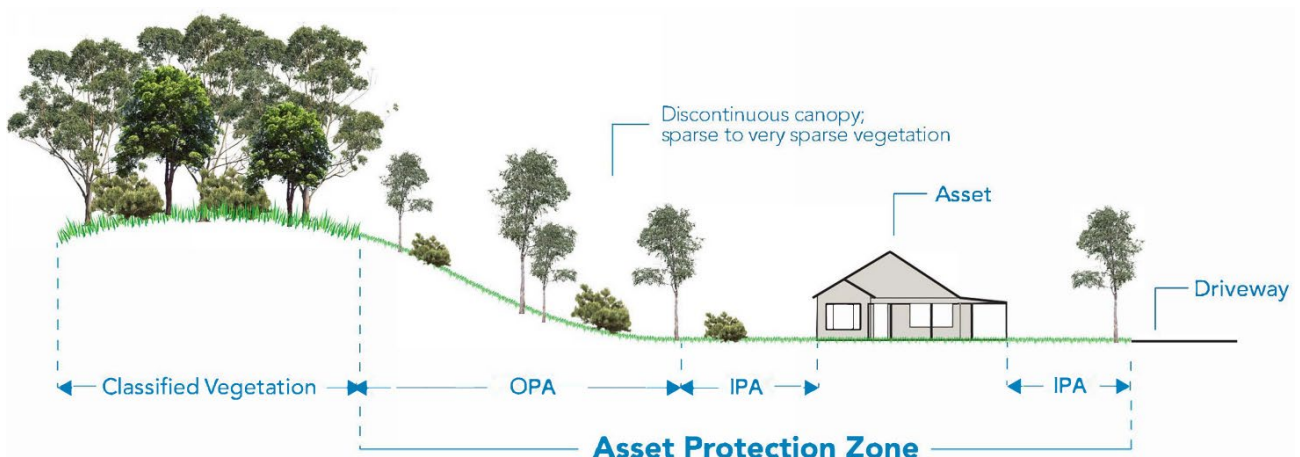 Discontinuous canopy;
sparse to very sparse vegetation
Asset
Driveway
Classified Vegetation
OPA
IPA
IPA
Asset Protection Zone